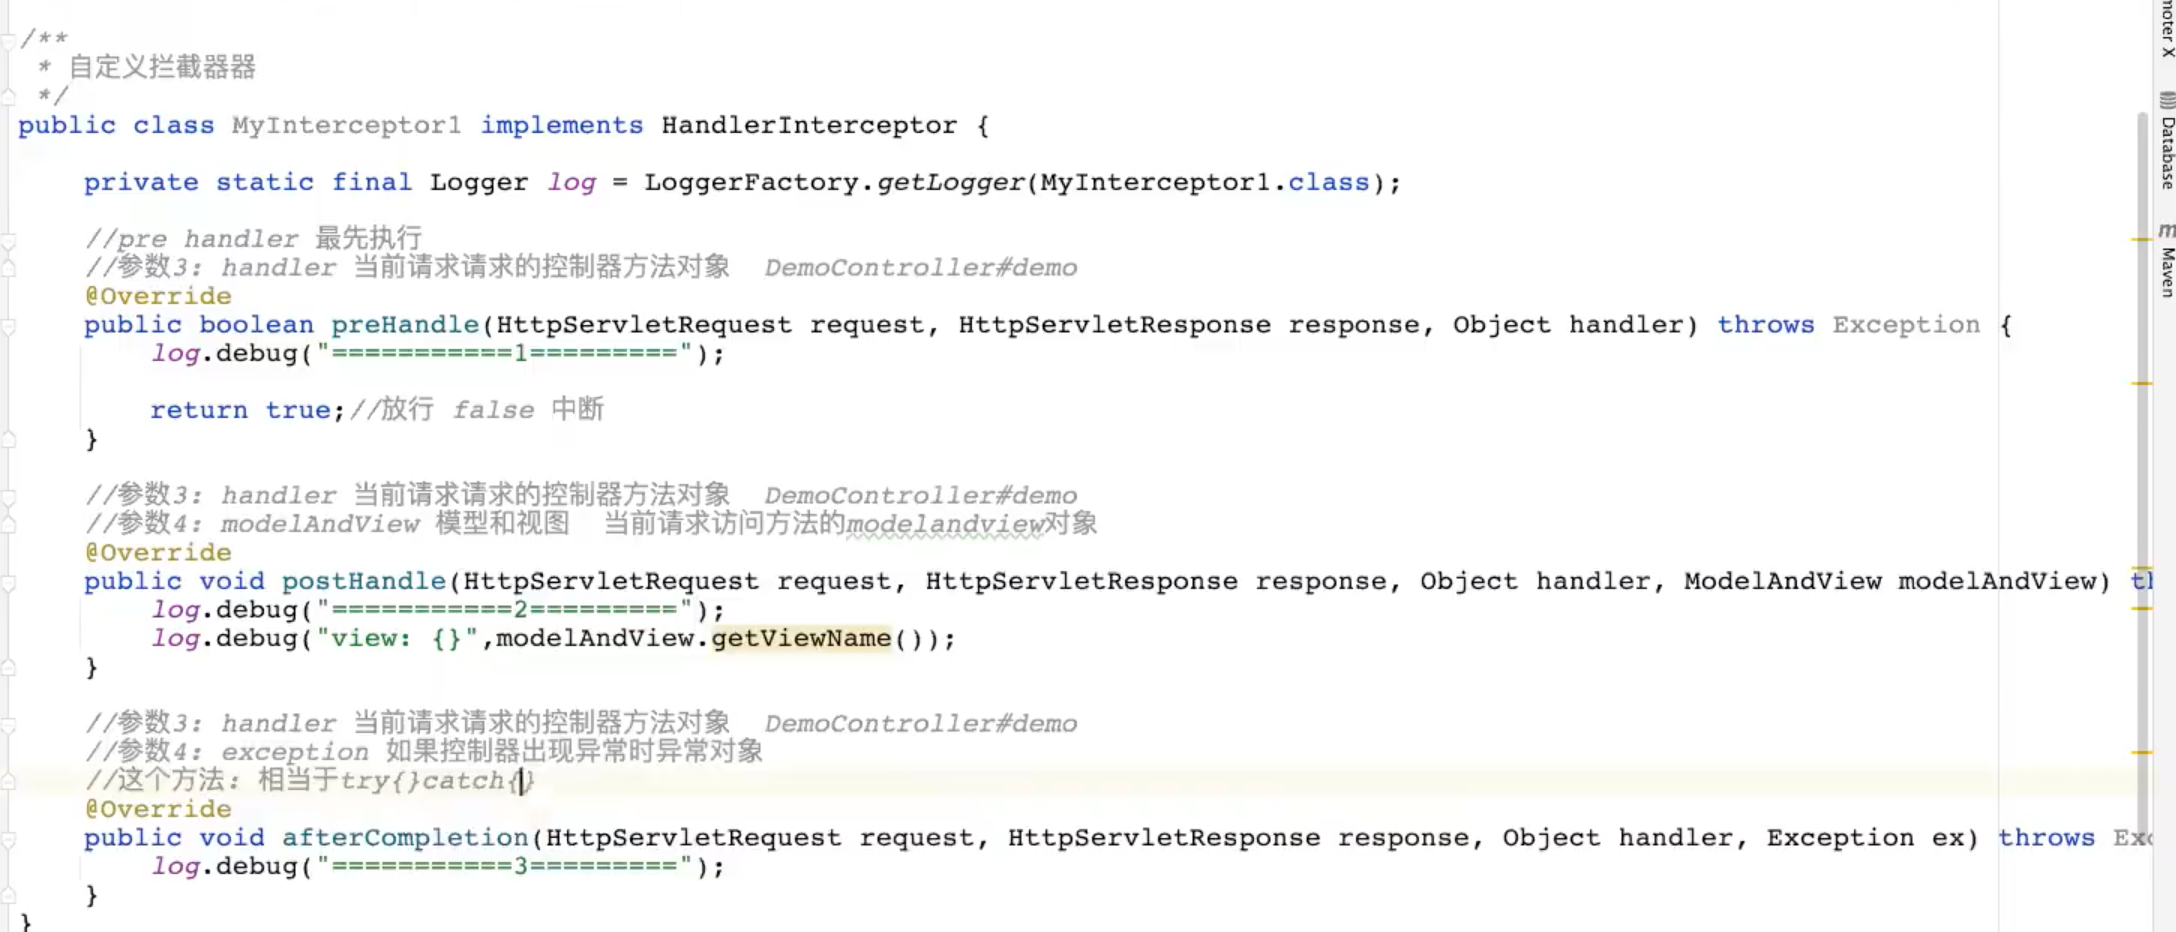 /**
 * 自定义拦截器器
 */
public class MyInterceptor1 implements HandlerInterceptor {
private static final Logger log = LoggerFactory.getLogger(MyInterceptor1.class);
//pre handler 最先执行
//参数3: handler 当前请求请求的控制器方法对象  DemoController#demo
@Override
public boolean preHandle(HttpServletRequest request, HttpServletResponse response, Object handler) throws Exception {
log.debug("===========1=========");
return true;//放行 false 中断
}
//参数3: handler 当前请求请求的控制器方法对象  DemoController#demo
//参数4: modelAndView 模型和视图  当前请求访问方法的modelandview对象
@Override
public void postHandle(HttpServletRequest request, HttpServletResponse response, Object handler, ModelAndView modelAndView) th
log.debug("===========2=========");
log.debug("view: {}",modelAndView.getViewName());
}
//参数3: handler 当前请求请求的控制器方法对象  DemoController#demo
//参数4: exception 如果控制器出现异常时异常对象
//这个方法: 相当于try{}catch{}
@Override
public void afterCompletion(HttpServletRequest request, HttpServletResponse response, Object handler, Exception ex) throws Exc
log.debug("===========3=========");
}
}
moter X
Database
m
Maven